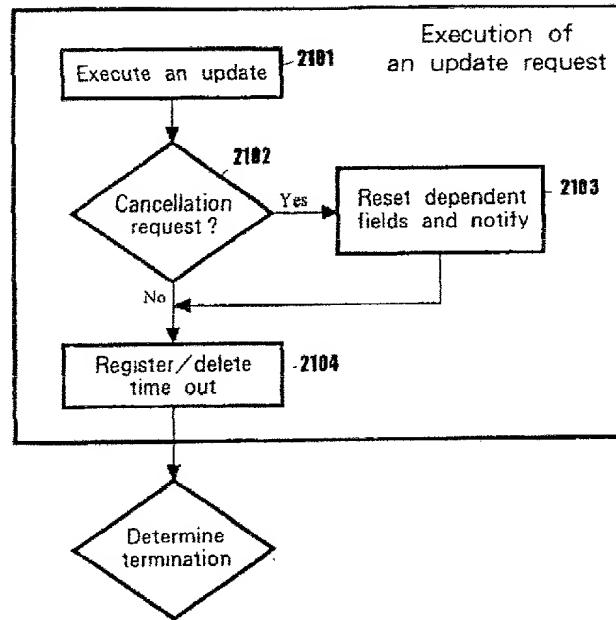 Execution of
an update request
Execute an update
2101
2102
Cancellation
request ?
Yes
Reset dependent
fields and notify
2103
No
Register/delete
time out
2104
Determine
termination